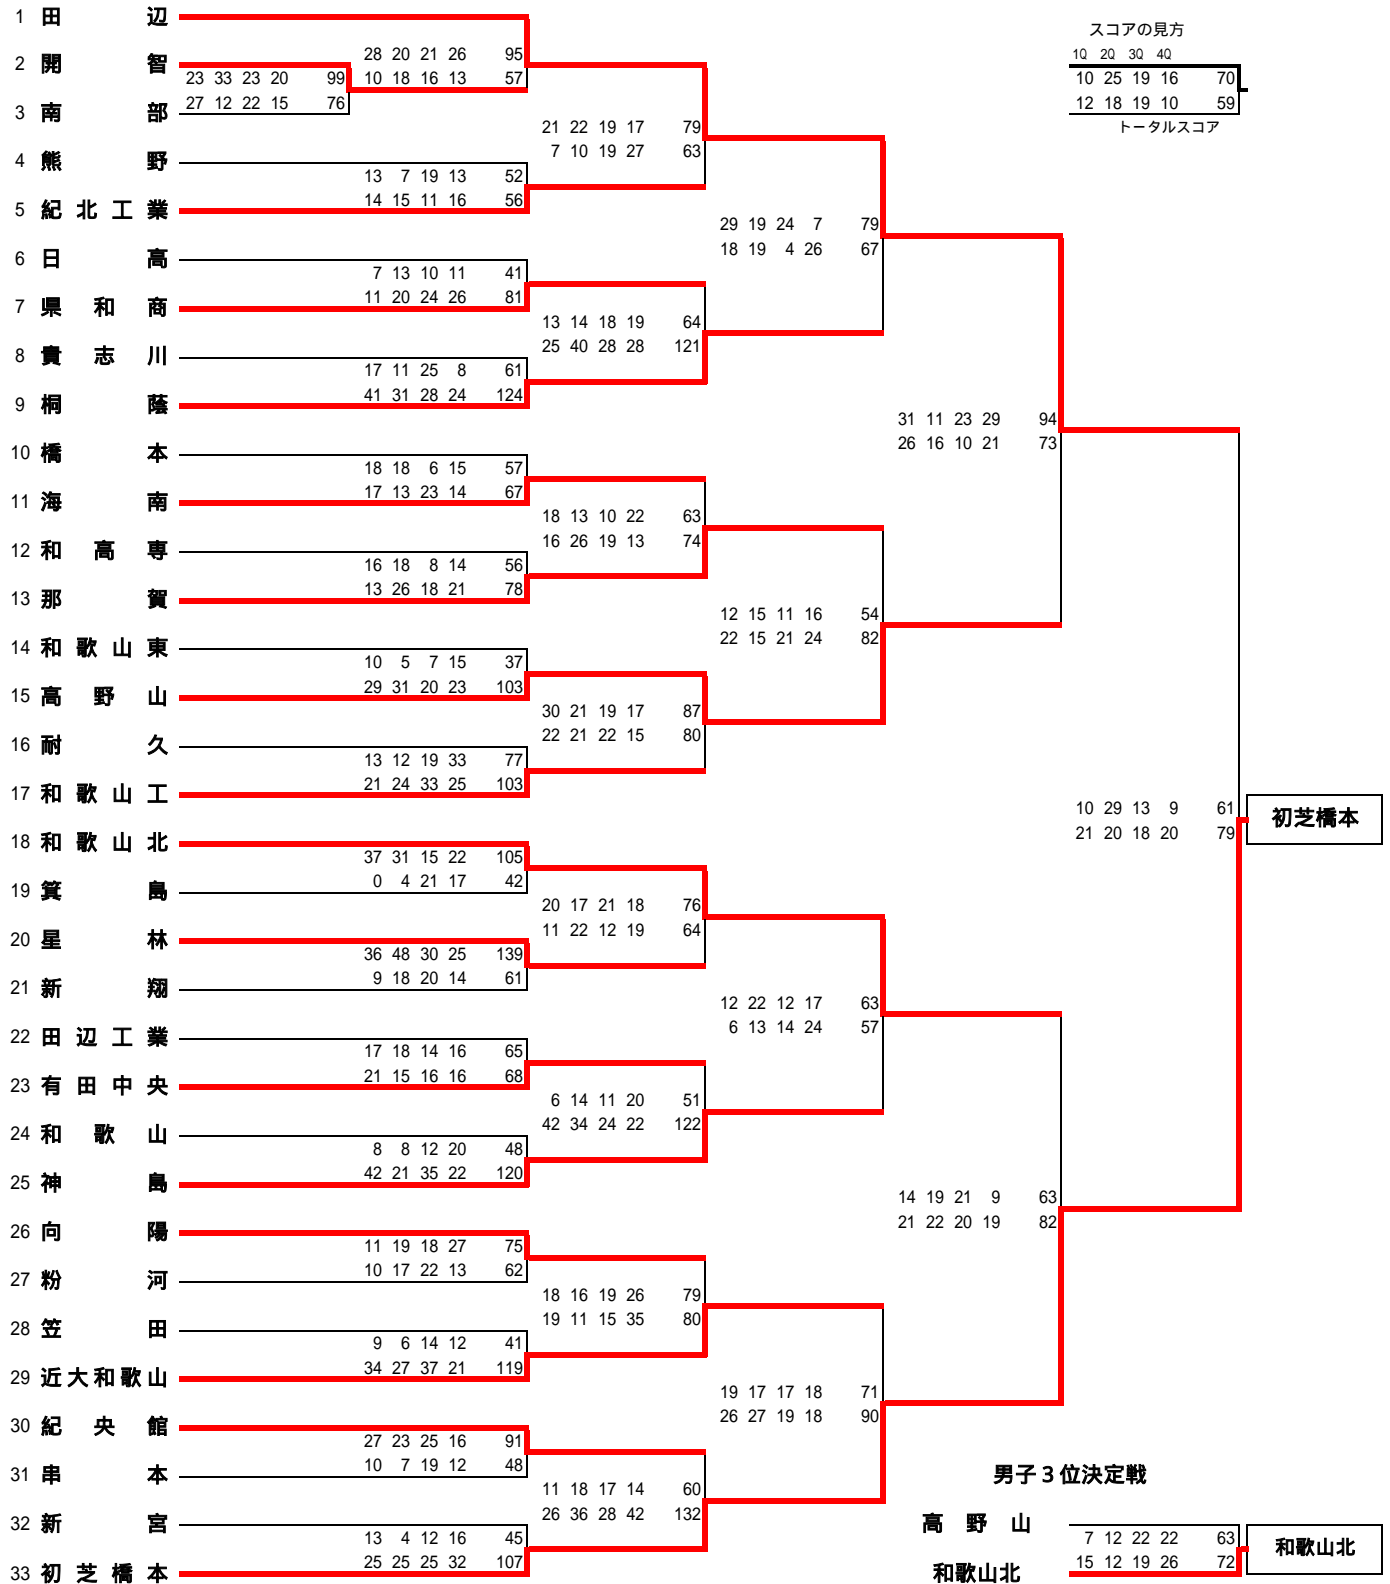 1 田辺
スコアの見方
28 20 21 26 95
1Q 2Q 3Q 4Q
2 開智
23 33 23 20 99
10 18 16 13 57
10 25 19 16 70
27 12 22 15 76
12 18 19 10 59
3 南部
トータルスコア
21 22 19 17 79
7 10 19 27 63
4 熊野
13 7 19 13 52
14 15 11 16 56
5 紀北工業
29 19 24 7 79
18 19 4 26 67
6 日高
7 13 10 11 41
11 20 24 26 81
7 県和商
13 14 18 19 64
25 40 28 28 121
8 貴志川
17 11 25 8 61
41 31 28 24 124
9 桐蔭
31 11 23 29 94
26 16 10 21 73
10 橋本
18 18 6 15 57
17 13 23 14 67
11 海南
18 13 10 22 63
16 26 19 13 74
12 和高専
16 18 8 14 56
13 26 18 21 78
13 那賀
12 15 11 16 54
22 15 21 24 82
14 和歌山東
10 5 7 15 37
29 31 20 23 103
15 高野山
30 21 19 17 87
22 21 22 15 80
16 耐久
13 12 19 33 77
21 24 33 25 103
17 和歌山工
10 29 13 9 61
21 20 18 20 79
初芝橋本
18 和歌山北
37 31 15 22 105
0 4 21 17 42
19 箕島
20 17 21 18 76
11 22 12 19 64
20 星林
36 48 30 25 139
9 18 20 14 61
21 新翔
12 22 12 17 63
6 13 14 24 57
22 田辺工業
17 18 14 16 65
21 15 16 16 68
23 有田中央
6 14 11 20 51
42 34 24 22 122
24 和歌山
8 8 12 20 48
42 21 35 22 120
25 神島
14 19 21 9 63
21 22 20 19 82
26 向陽
11 19 18 27 75
10 17 22 13 62
27 粉河
18 16 19 26 79
19 11 15 35 80
28 笠田
9 6 14 12 41
34 27 37 21 119
29 近大和歌山
19 17 17 18 71
26 27 19 18 90
30 紀央館
27 23 25 16 91
10 7 19 12 48
31 串本
男子３位決定戦
11 18 17 14 60
26 36 28 42 132
32 新宮
高野山
13 4 12 16 45
7 12 22 22 63
25 25 25 32 107
15 12 19 26 72
和歌山北
33 初芝橋本
和歌山北